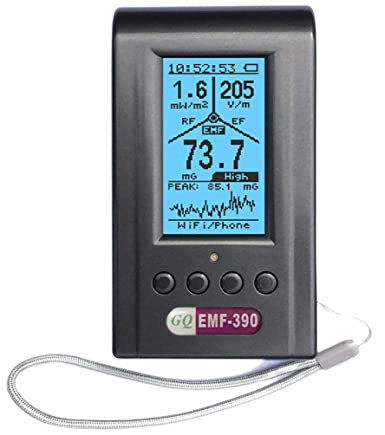 10:52:53
1.6 205
mW/m² V/m
RF EF
EMF
73.7
mG High
PEAK: 85.1 mG
WiFi/Phone
GQ EMF-390